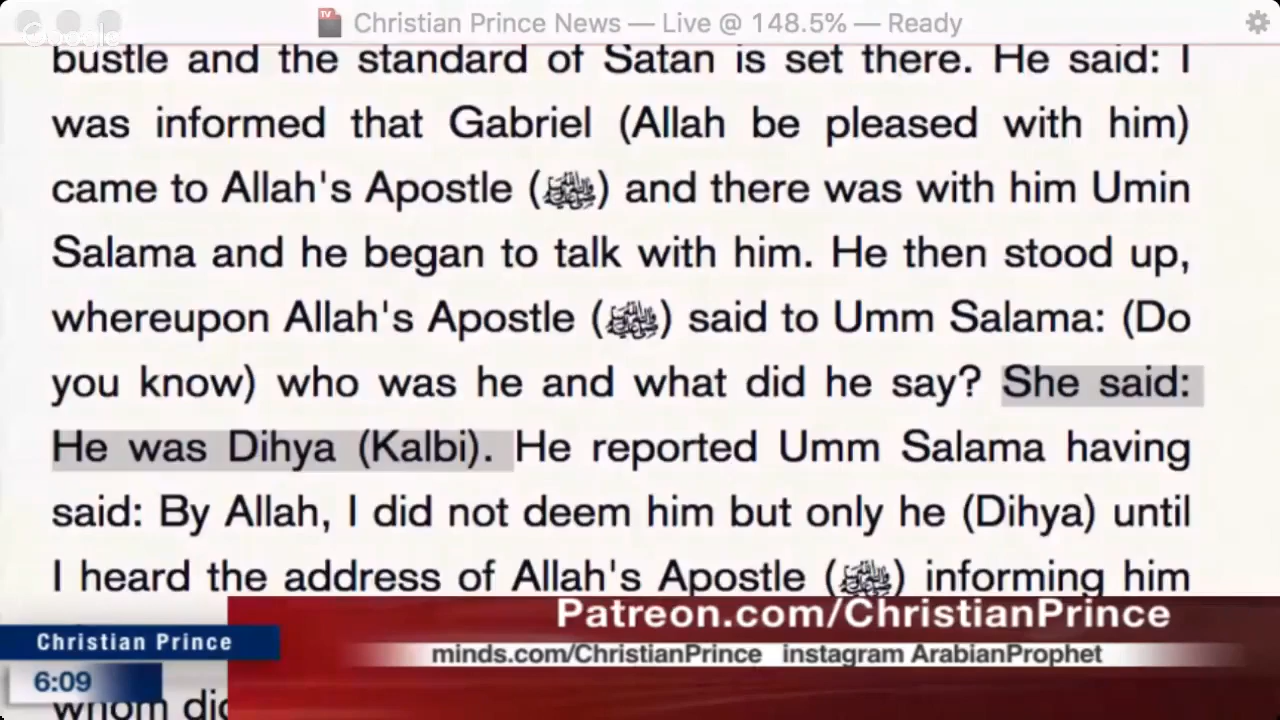 Google
TV
Christian Prince News — Live @ 148.5% — Ready
bustle and the standard of Satan is set there. He said: I
was informed that Gabriel (Allah be pleased with him)
came to Allah's Apostle (ﷺ) and there was with him Umin
Salama and he began to talk with him. He then stood up,
whereupon Allah's Apostle (ﷺ) said to Umm Salama: (Do
you know) who was he and what did he say? She said:
He was Dihya (Kalbi). He reported Umm Salama having
said: By Allah, I did not deem him but only he (Dihya) until
I heard the address of Allah's Apostle (ﷺ) informing him
Patreon.com/ChristianPrince
Christian Prince
minds.com/ChristianPrince instagram ArabianProphet
6:09
whom